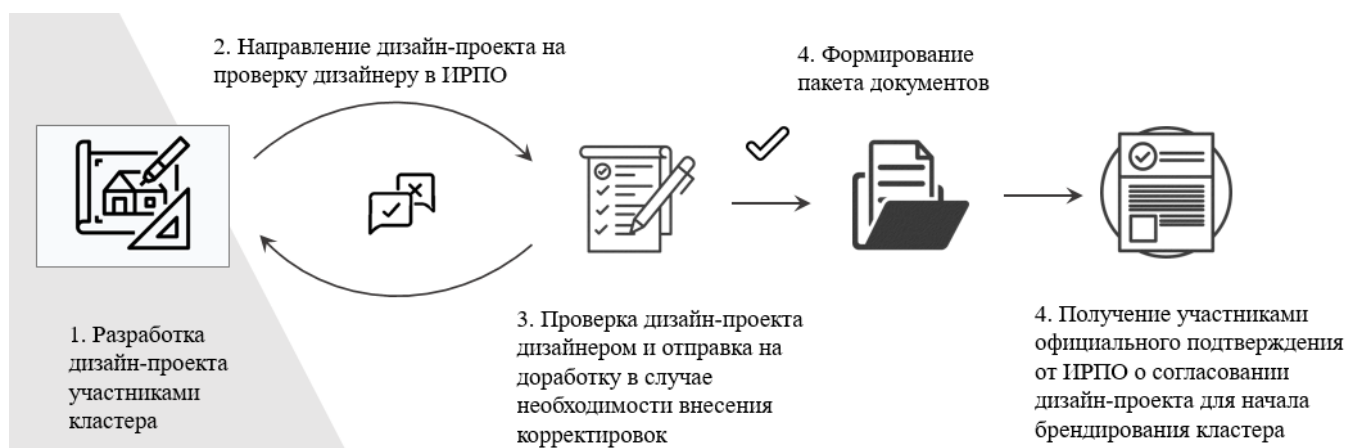 2. Направление дизайн-проекта на
проверку дизайнеру в ИРПО
4. Формирование
пакета документов
1. Разработка
дизайн-проекта
участниками
кластера
3. Проверка дизайн-проекта
дизайнером и отправка на
доработку в случае
необходимости внесения
корректировок
4. Получение участниками
официального подтверждения
от ИРПО о согласовании
дизайн-проекта для начала
брендирования кластера